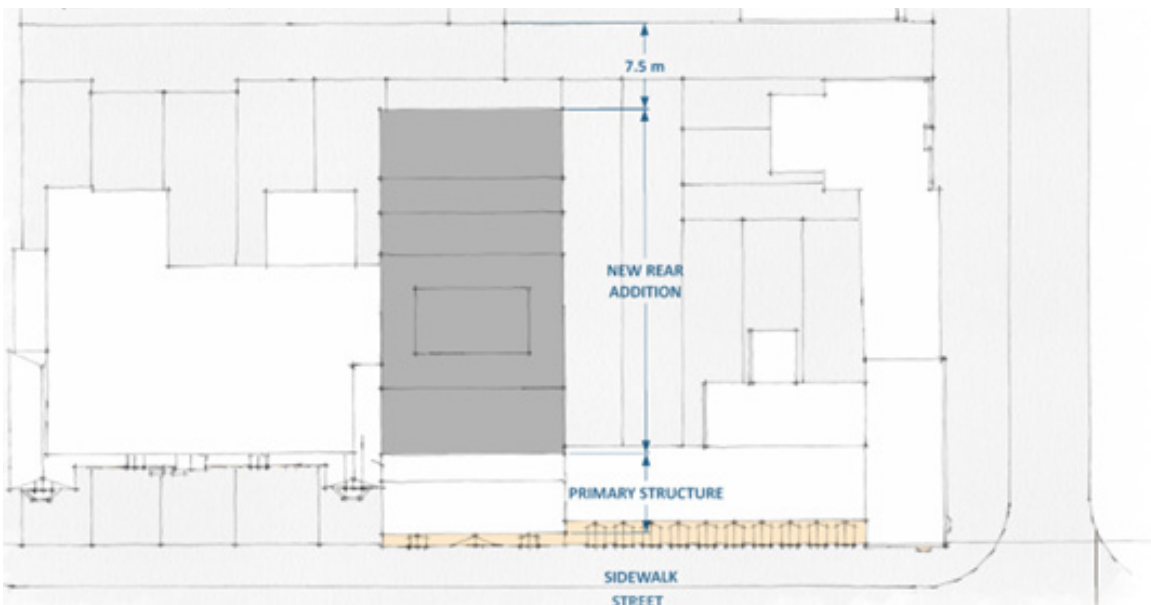 7.5 m
NEW REAR
ADDITION
PRIMARY STRUCTURE
SIDEWALK
STREET